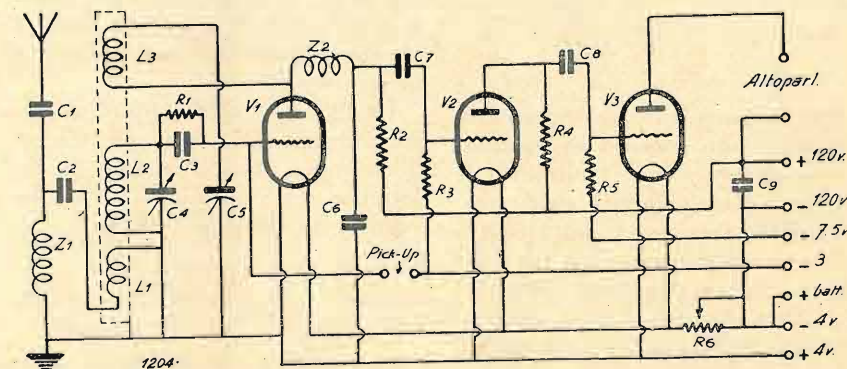 Z2
C7
C8
L3
V1
V2
V3
Altoparl.
C1
R1
R2
R4
+ 120v.
C2
L2
C3
R3
R5
C9
C4
C5
C6
- 120v
- 7.5v
Z1
L1
Pick-Up
- 3
+ batt.
- 4v.
R6
+ 4v.
1204.